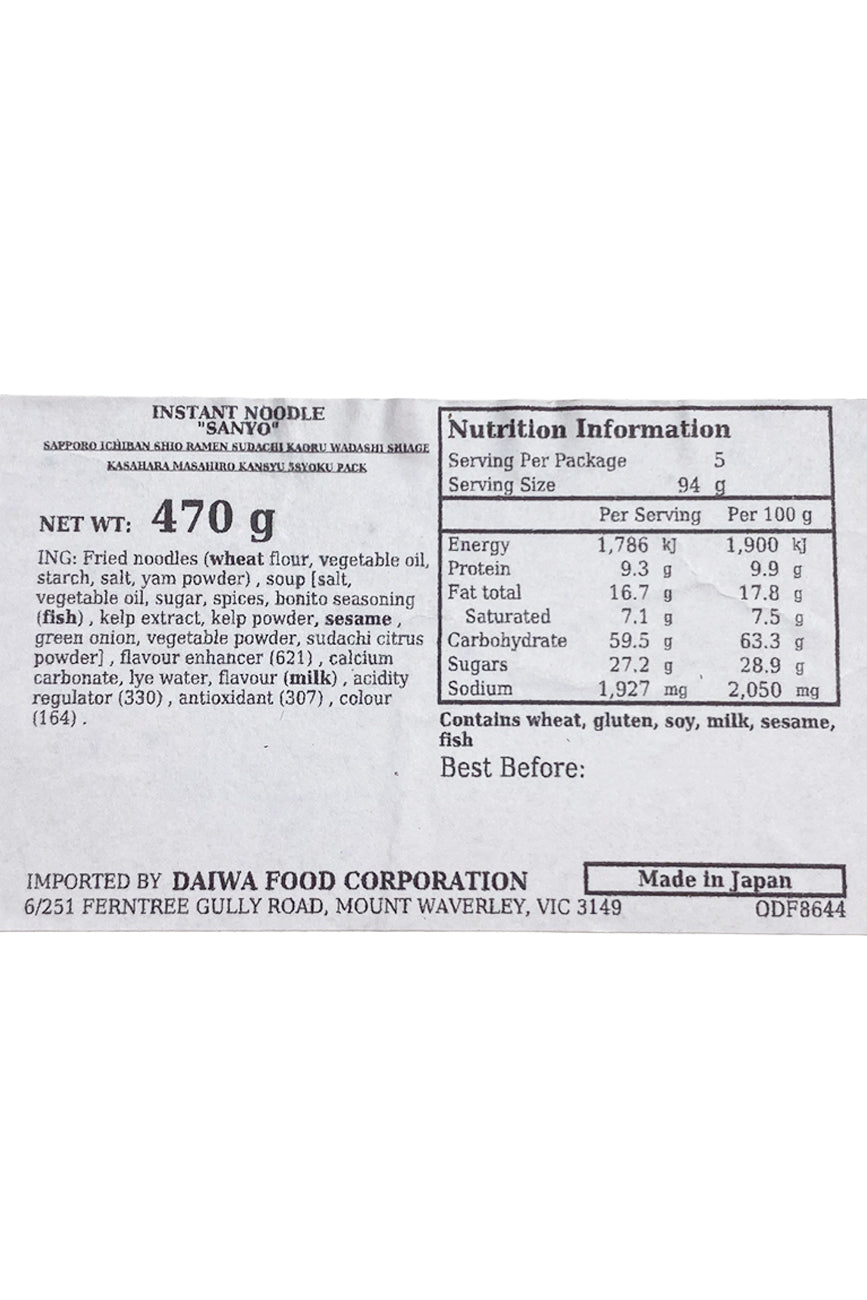 INSTANT NOODLE
"SANYO"
SAPPORO ICHIBAN SHIO RAMEN SUDACHI KAORU WADASHI SHIAGE
KASAHARA MASAHIRO KANSYU 5SYOKU PACK
NET WT: 470 g
ING: Fried noodles (wheat flour, vegetable oil,
starch, salt, yam powder) , soup [salt,
vegetable oil, sugar, spices, bonito seasoning
(fish) , kelp extract, kelp powder, sesame ,
green onion, vegetable powder, sudachi citrus
powder] , flavour enhancer (621) , calcium
carbonate, lye water, flavour (milk) , acidity
regulator (330) , antioxidant (307) , colour
(164) .
Nutrition Information
Serving Per Package 5
Serving Size 94 g
Per Serving Per 100 g
Energy 1,786 kJ 1,900 kJ
Protein 9.3 g 9.9 g
Fat total 16.7 g 17.8 g
Saturated 7.1 g 7.5 g
Carbohydrate 59.5 g 63.3 g
Sugars 27.2 g 28.9 g
Sodium 1,927 mg 2,050 mg
Contains wheat, gluten, soy, milk, sesame,
fish
Best Before:
IMPORTED BY DAIWA FOOD CORPORATION
6/251 FERNTREE GULLY ROAD, MOUNT WAVERLEY, VIC 3149
Made in Japan
ODF8644